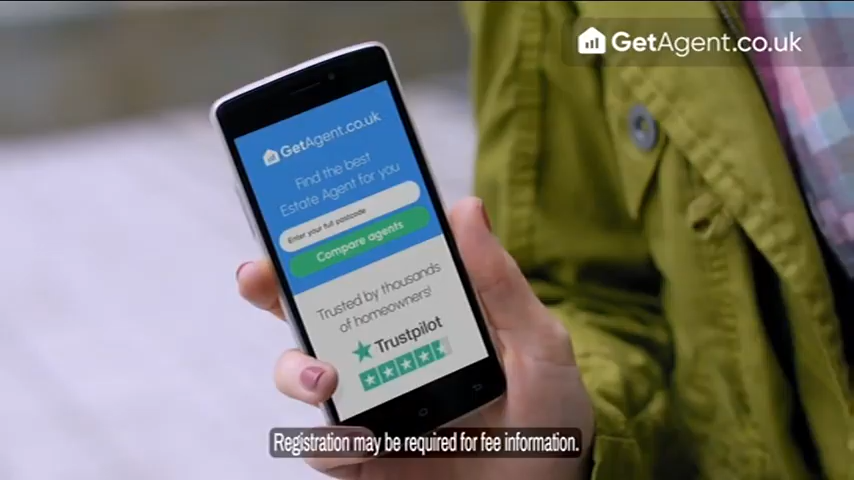 GetAgent.co.uk
GetAgent.co.uk
Find the best
Estate Agent for you
Enter your full postcode
Compare agents
Trusted by thousands
of homeowners!
Trustpilot
Registration may be required for fee information.